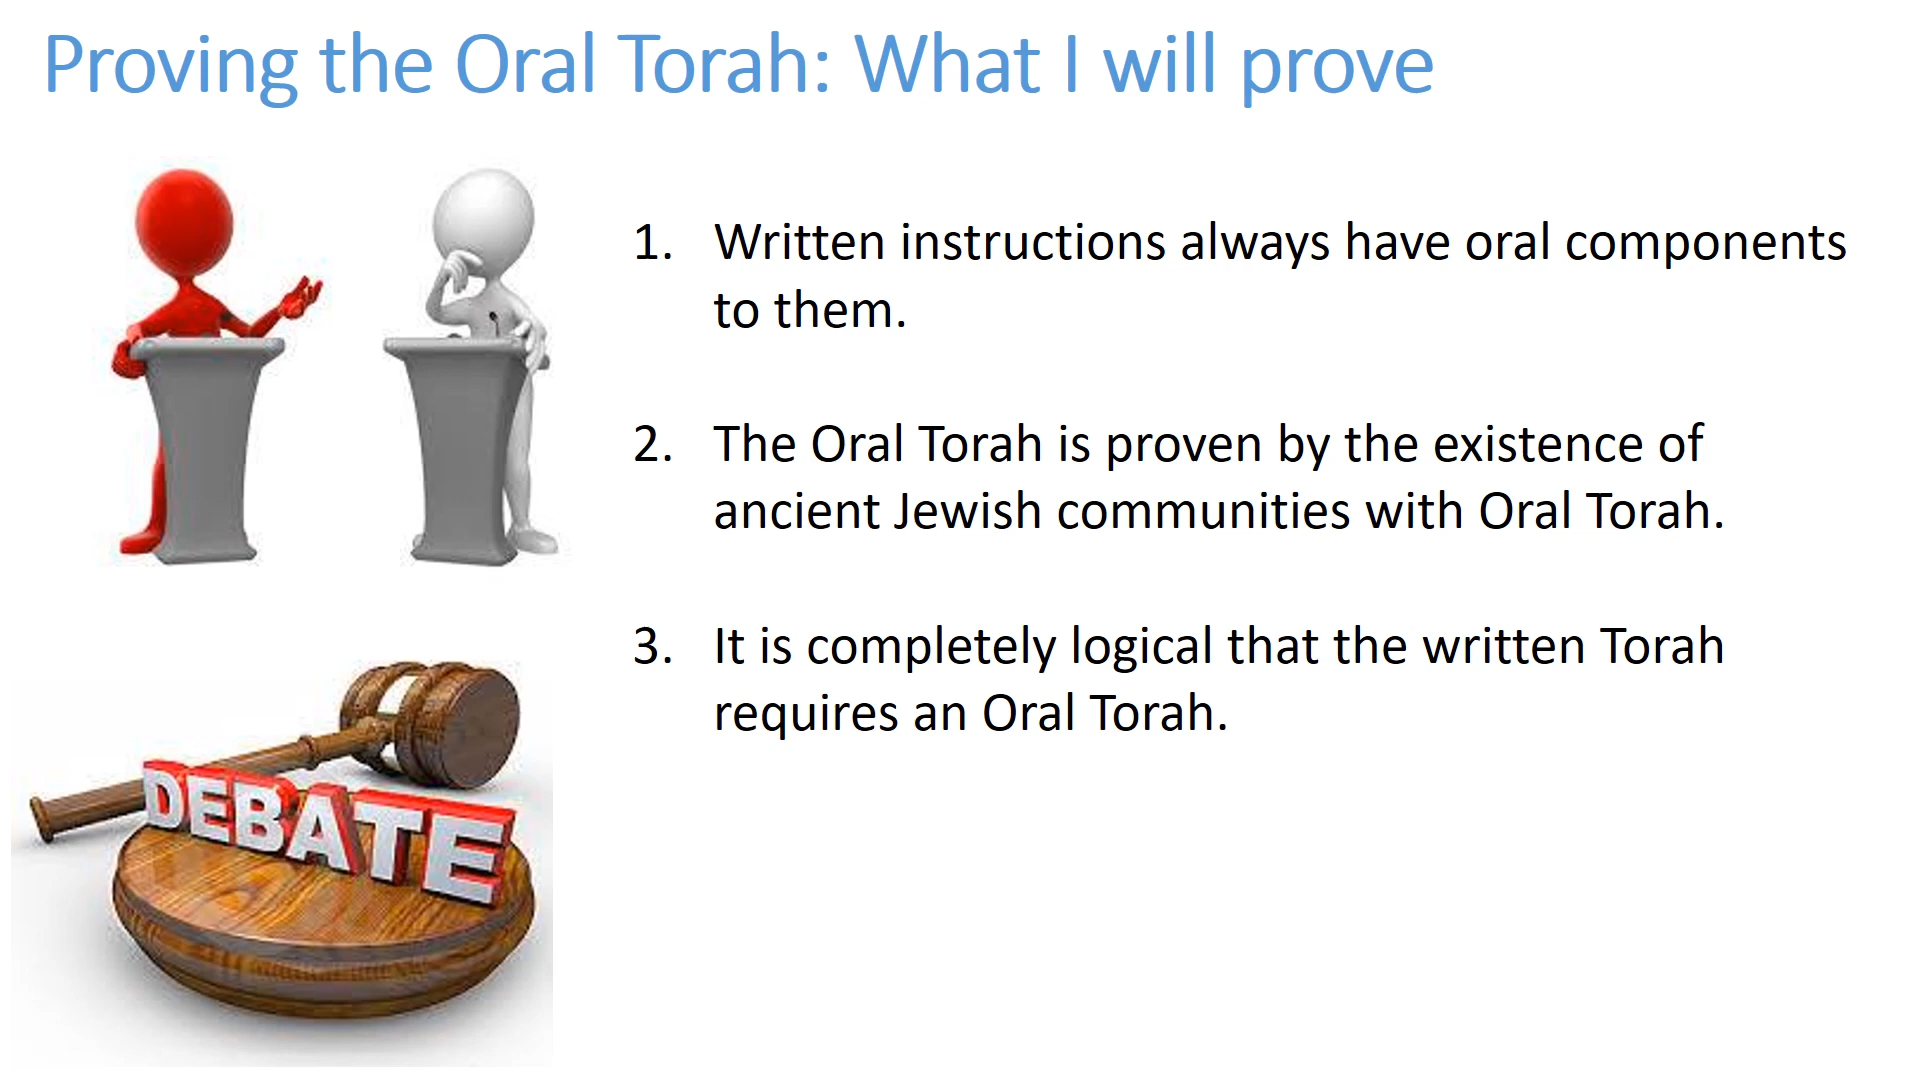 Proving the Oral Torah: What I will prove
1. Written instructions always have oral components
to them.
2. The Oral Torah is proven by the existence of
ancient Jewish communities with Oral Torah.
3. It is completely logical that the written Torah
requires an Oral Torah.
DEBATE